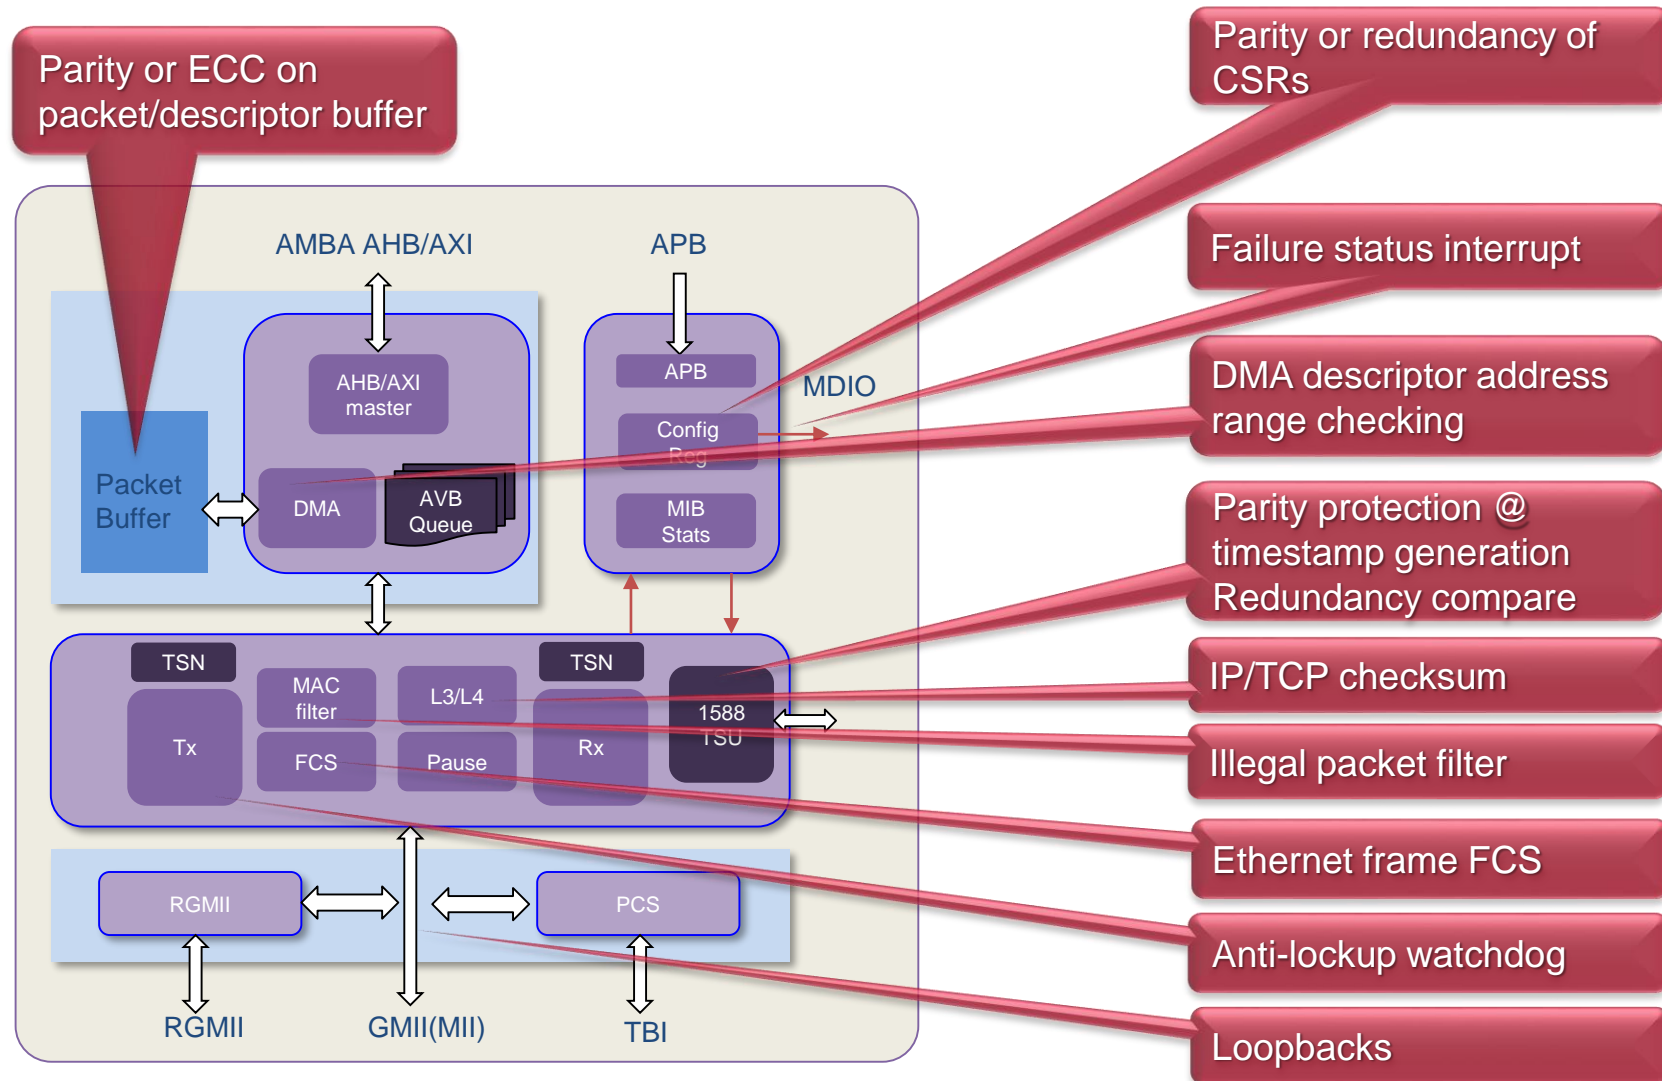 Parity or ECC on
packet/descriptor buffer
Parity or redundancy of
CSRs
Failure status interrupt
DMA descriptor address
range checking
Parity protection @
timestamp generation
Redundancy compare
IP/TCP checksum
Illegal packet filter
Ethernet frame FCS
Anti-lockup watchdog
Loopbacks
AMBA AHB/AXI
APB
AHB/AXI
master
APB
MDIO
Config
Reg
Packet
Buffer
DMA
AVB
Queue
MIB
Stats
TSN
MAC
filter
L3/L4
TSN
Tx
FCS
Pause
Rx
1588
TSU
RGMII
PCS
RGMII
GMII(MII)
TBI